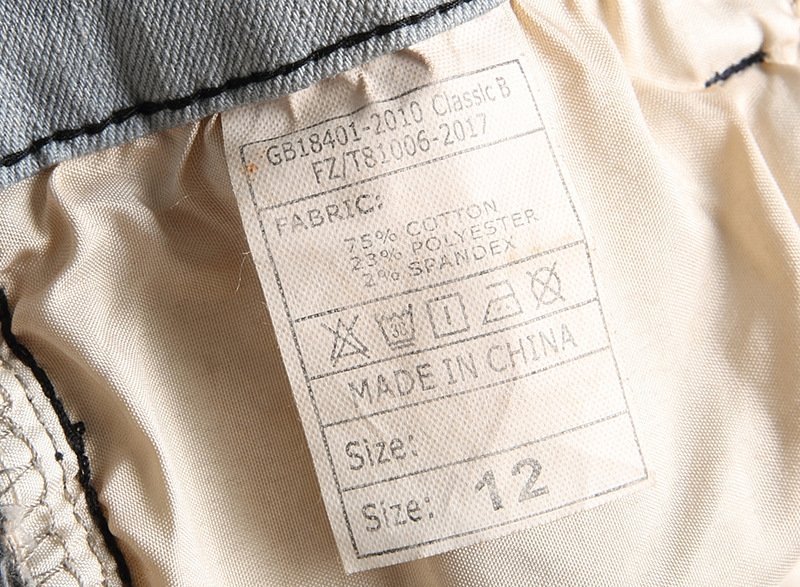 GB18401-2010 Classic B
FZ/T81006-2017
FABRIC:
75% COTTON
23% POLYESTER
2% SPANDEX
30
MADE IN CHINA
Size:
Size: 12